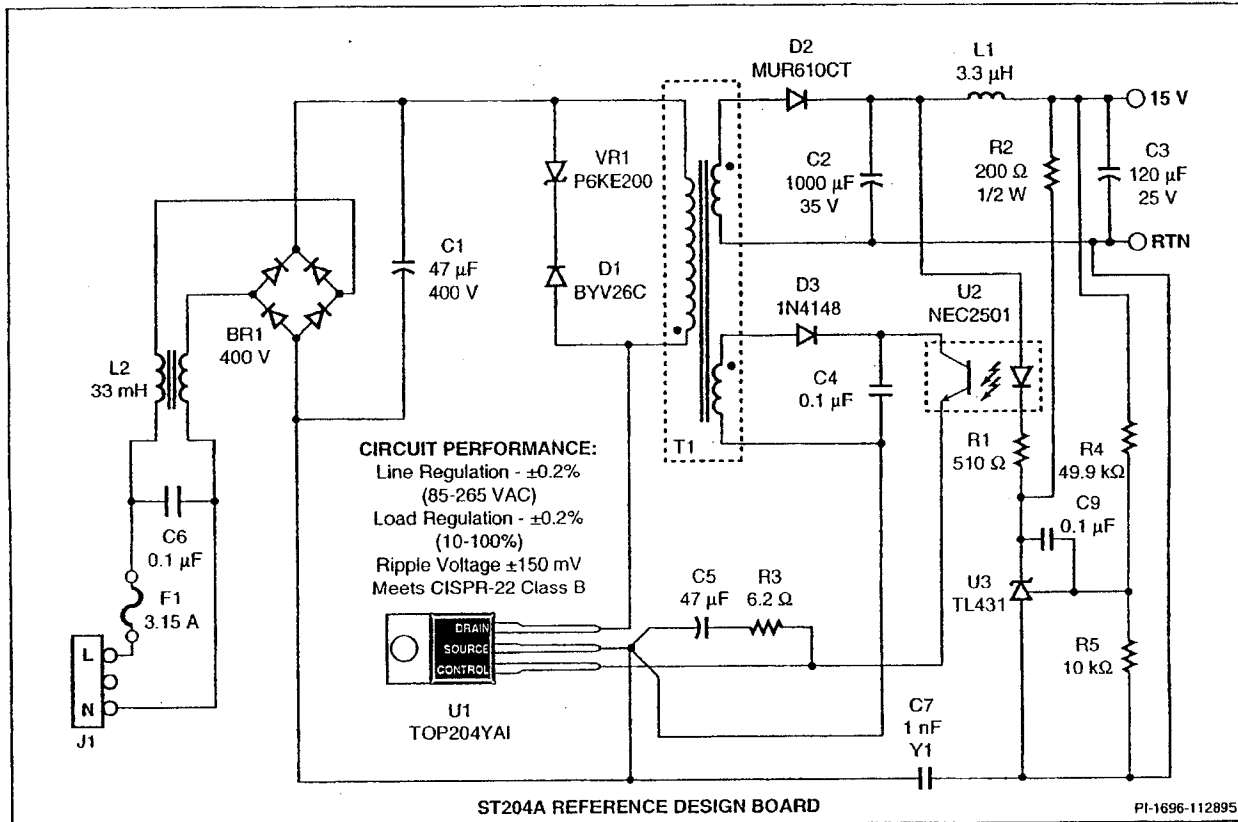 D2
MUR610CT
L1
3.3 µH
15 V
VR1
P6KE200
C2
1000 µF
35 V
R2
200 Ω
1/2 W
C3
120 µF
25 V
RTN
C1
47 µF
400 V
D1
BYV26C
D3
1N4148
U2
NEC2501
BR1
400 V
L2
33 mH
C4
0.1 µF
R1
510 Ω
R4
49.9 kΩ
T1
CIRCUIT PERFORMANCE:
Line Regulation - ±0.2%
(85-265 VAC)
Load Regulation - ±0.2%
(10-100%)
Ripple Voltage ±150 mV
Meets CISPR-22 Class B
C9
0.1 µF
C6
0.1 µF
F1
3.15 A
C5
47 µF
R3
6.2 Ω
U3
TL431
DRAIN
SOURCE
CONTROL
R5
10 kΩ
L
N
J1
U1
TOP204YAI
C7
1 nF
Y1
ST204A REFERENCE DESIGN BOARD
PI-1696-112895